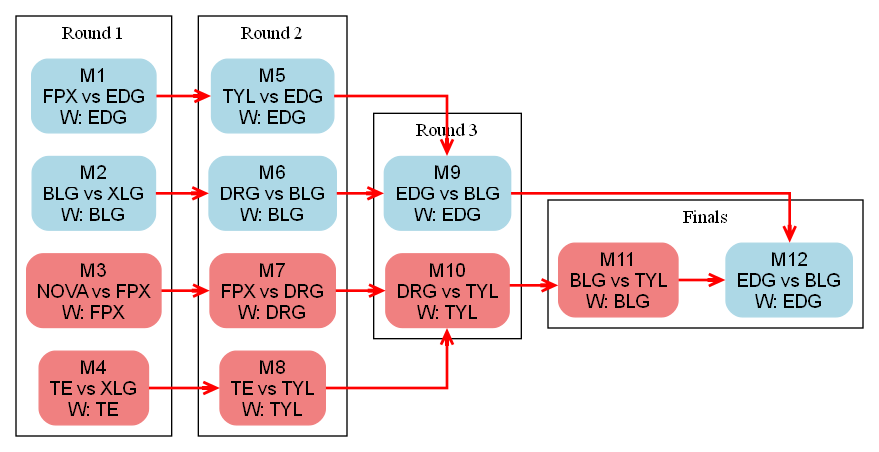 Round 1
M1
FPX vs EDG
W: EDG
M2
BLG vs XLG
W: BLG
M3
NOVA vs FPX
W: FPX
M4
TE vs XLG
W: TE
Round 2
M5
TYL vs EDG
W: EDG
M6
DRG vs BLG
W: BLG
M7
FPX vs DRG
W: DRG
M8
TE vs TYL
W: TYL
Round 3
M9
EDG vs BLG
W: EDG
M10
DRG vs TYL
W: TYL
Finals
M11
BLG vs TYL
W: BLG
M12
EDG vs BLG
W: EDG